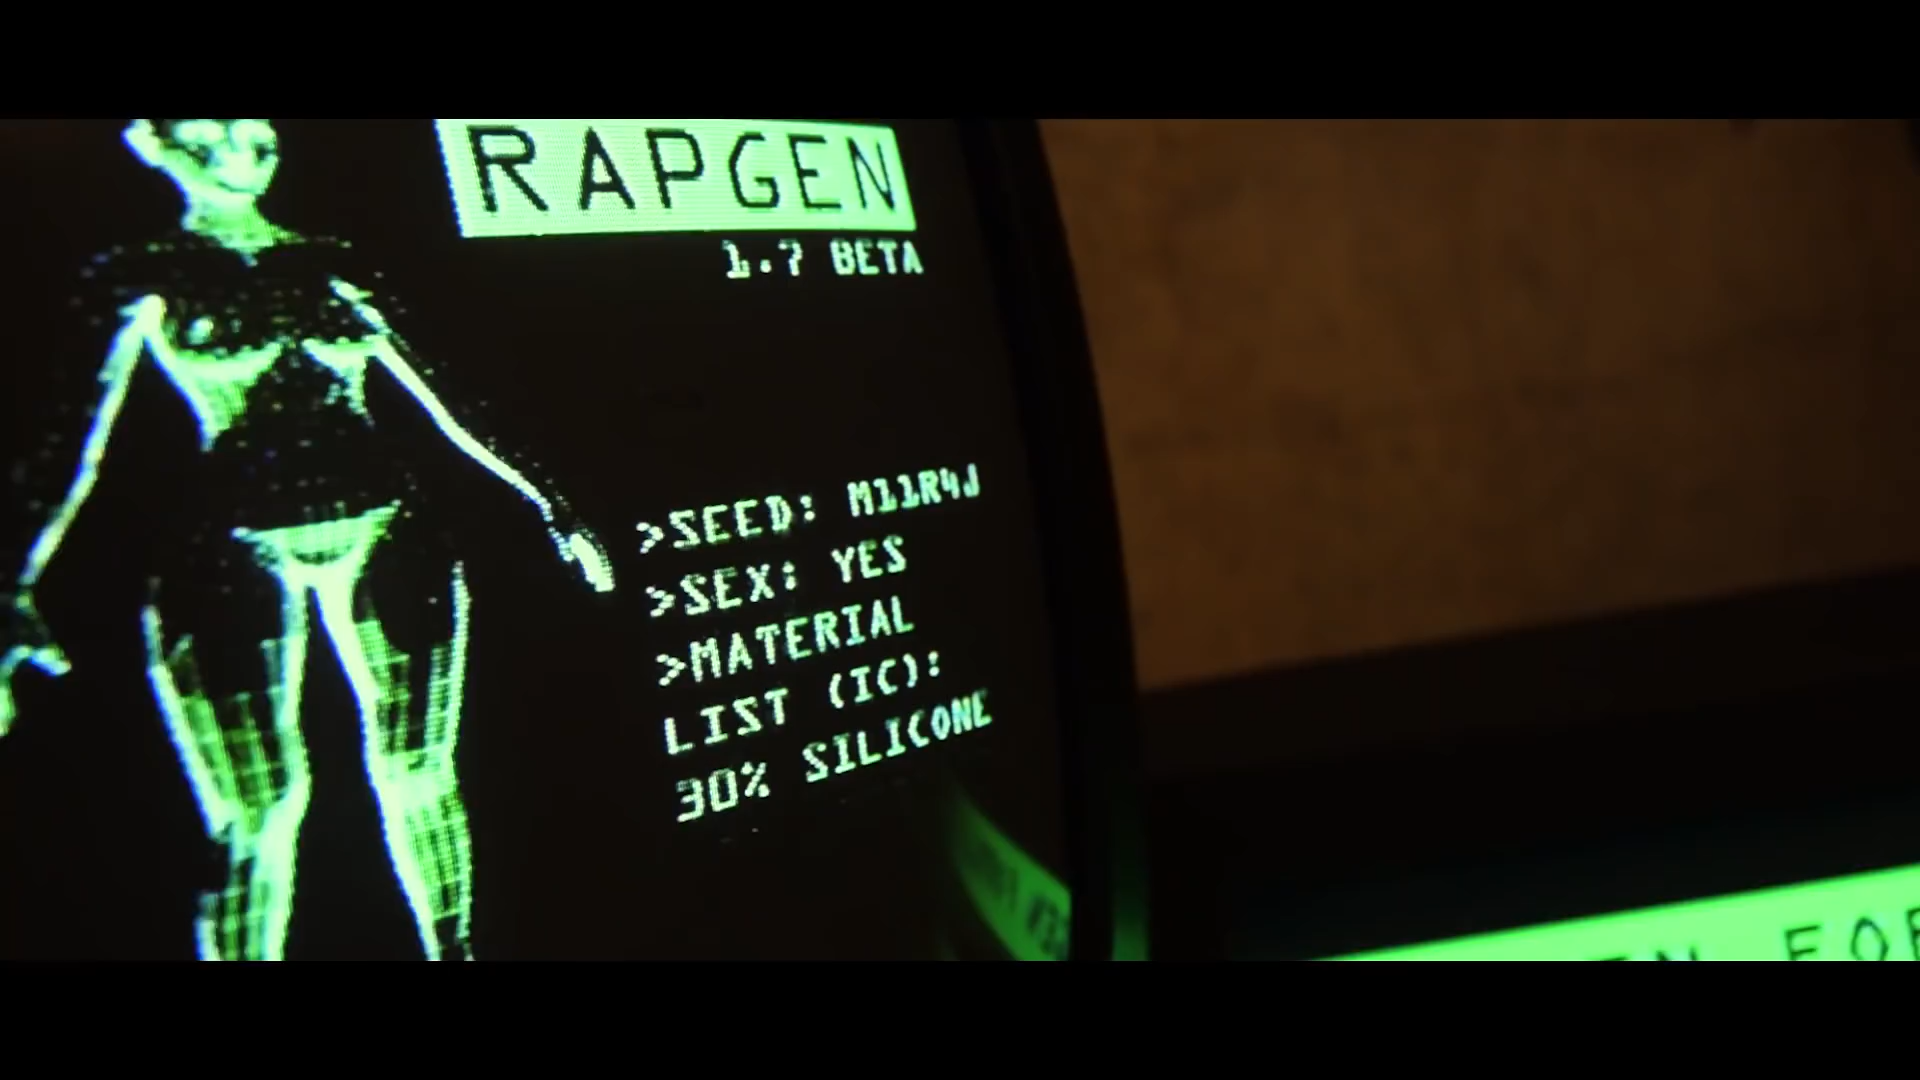 RAPGEN
1.7 BETA
>SEED: M11R4J
>SEX: YES
>MATERIAL
LIST (IC):
30% SILICONE